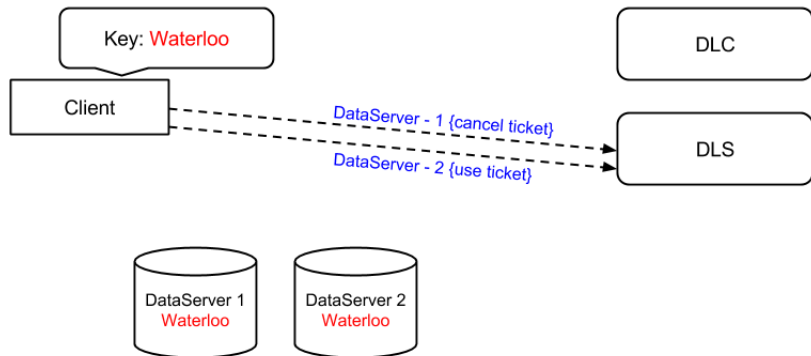 Key: Waterloo
DLC
Client
DataServer - 1 {cancel ticket}
DLS
DataServer - 2 {use ticket}
DataServer 1
Waterloo
DataServer 2
Waterloo